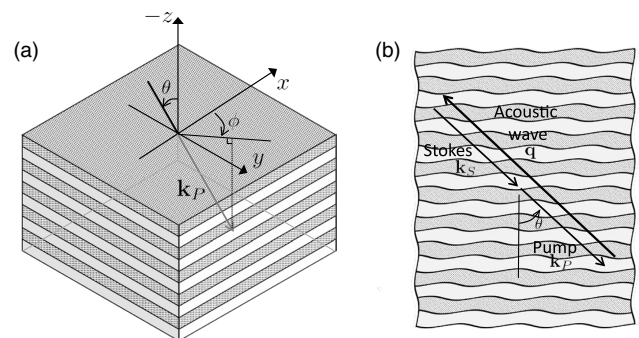 (a)
−z
θ
x
ϕ
y
k_P
(b)
Acoustic
wave
q
Stokes
k_S
θ
Pump
k_P